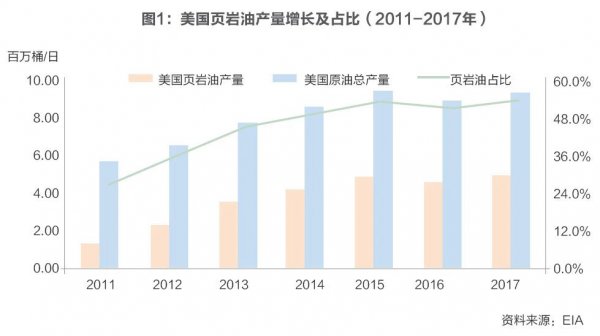 图1：美国页岩油产量增长及占比（2011-2017年）
百万桶/日
美国页岩油产量 美国原油总产量 页岩油占比
10.00 60.0%
8.00 48.0%
6.00 36.0%
4.00 24.0%
2.00 12.0%
0.00 0.0%
2011 2012 2013 2014 2015 2016 2017
资料来源：EIA